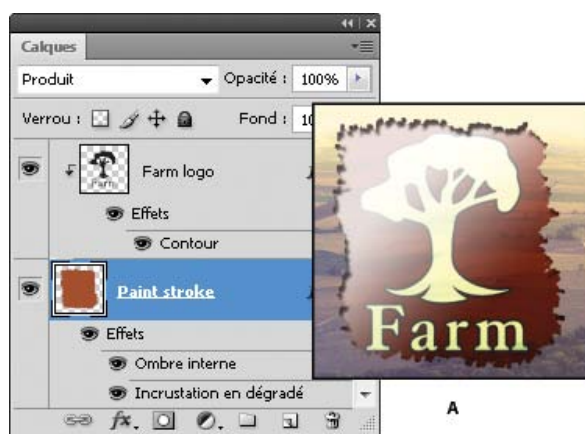 Calques
Produit Opacité : 100%
Verrou : Fond : 10
Farm logo
Effets
Contour
Paint stroke
Effets
Ombre interne
Incrustation en dégradé
Farm
A